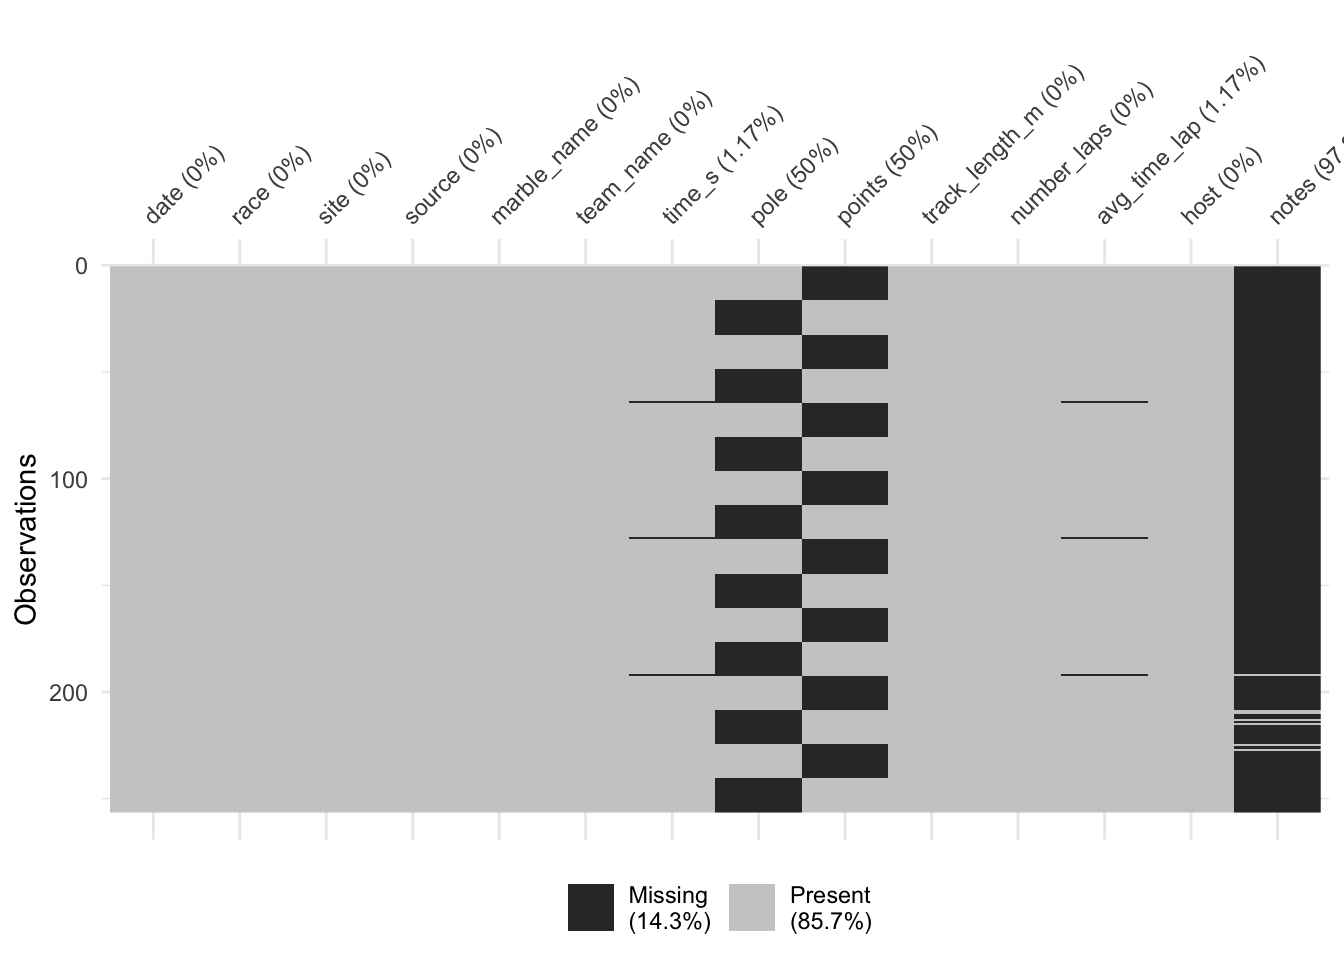 date (0%)
race (0%)
site (0%)
source (0%)
marble_name (0%)
team_name (0%)
time_s (1.17%)
pole (50%)
points (50%)
track_length_m (0%)
number_laps (0%)
avg_time_lap (1.17%)
host (0%)
notes (97
0
100
200
Observations
Missing
(14.3%)
Present
(85.7%)